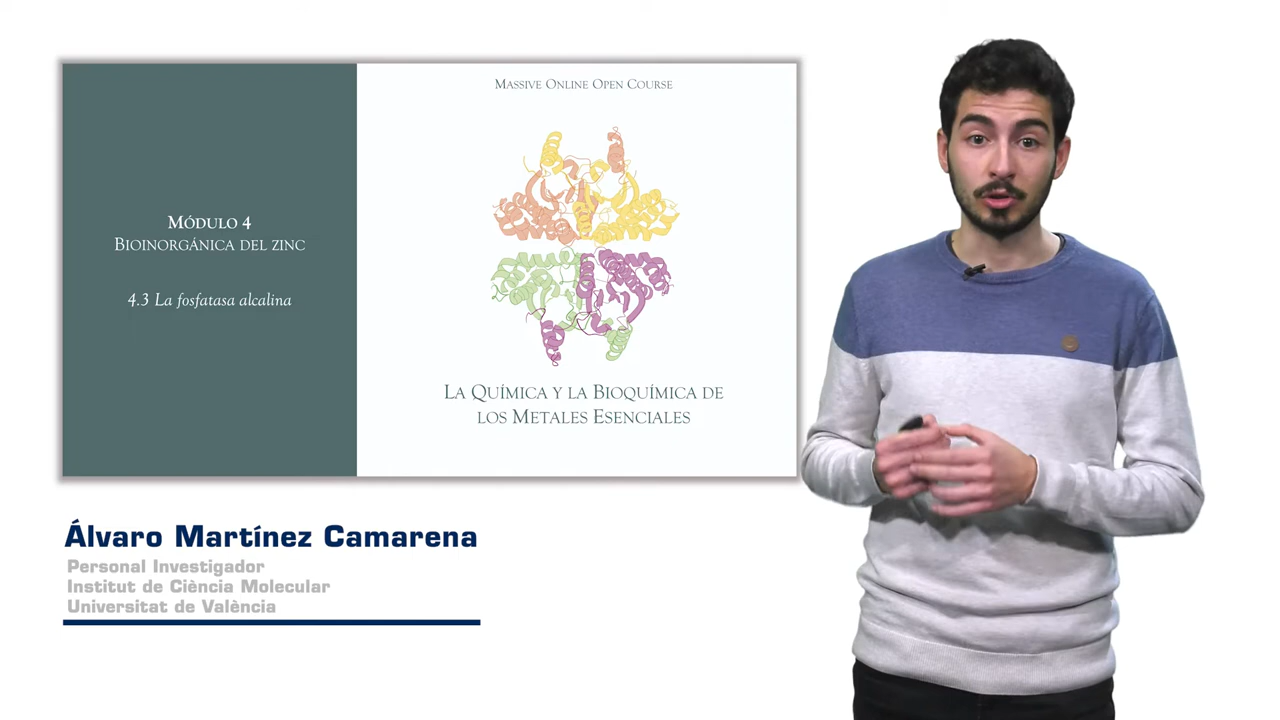 MASSIVE ONLINE OPEN COURSE
MÓDULO 4
BIOINORGÁNICA DEL ZINC
4.3 La fosfatasa alcalina
LA QUÍMICA Y LA BIOQUÍMICA DE
LOS METALES ESENCIALES
Álvaro Martínez Camarena
Personal Investigador
Institut de Ciència Molecular
Universitat de València